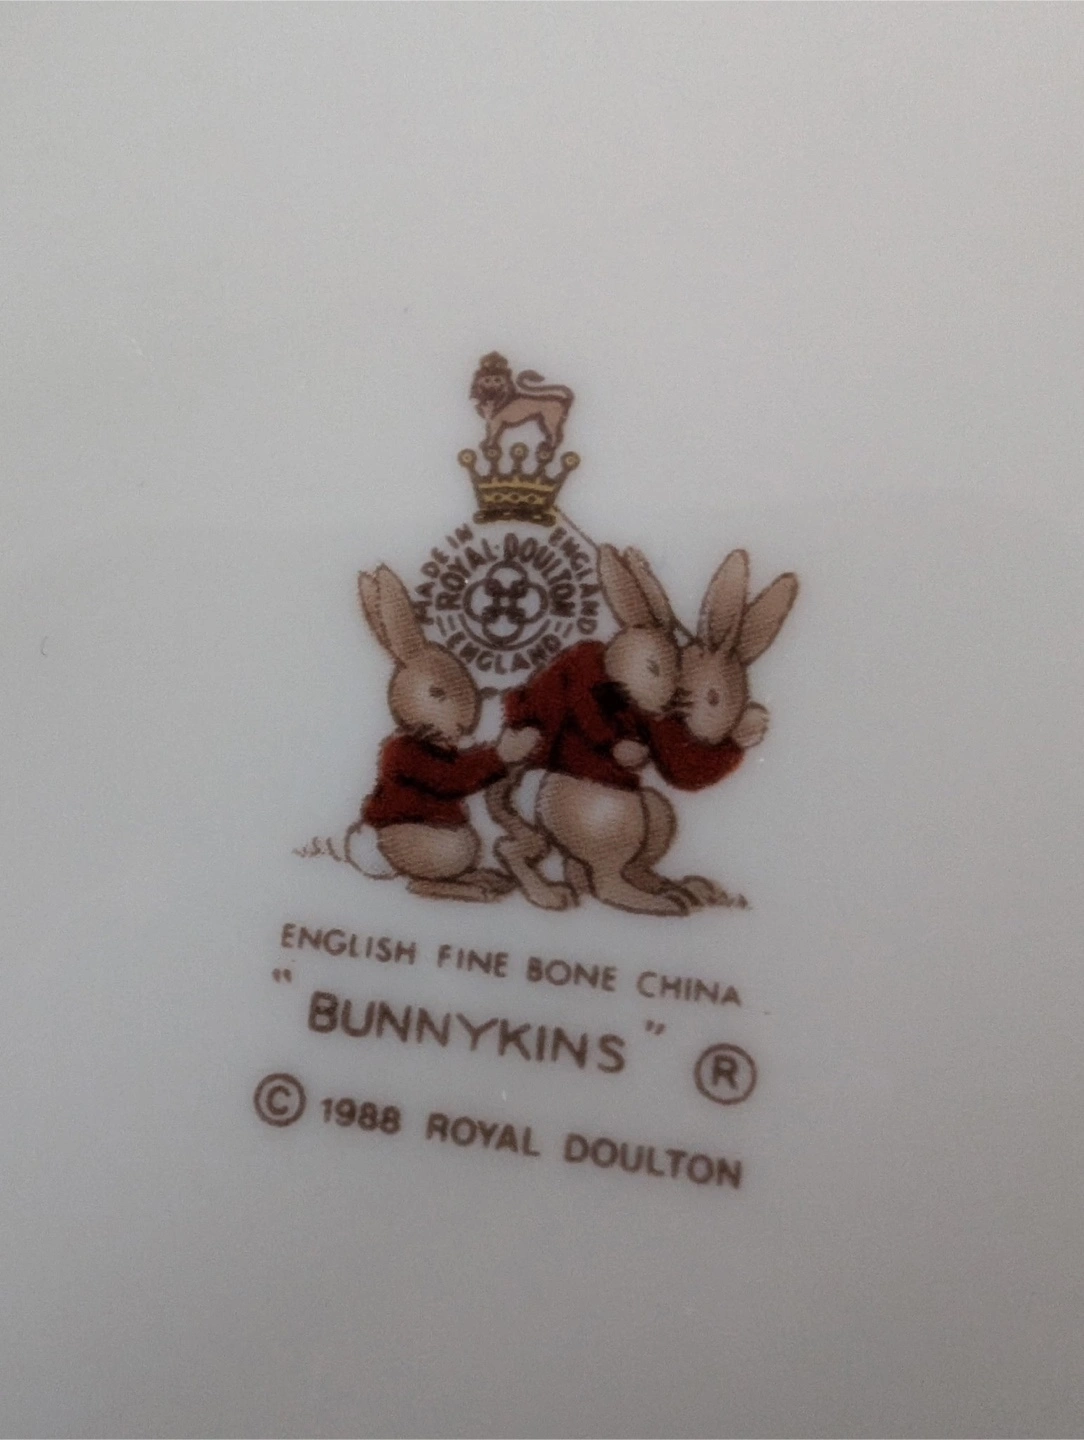 MADE IN ENGLAND
ROYAL·DOULTON
ENGLAND
ENGLISH FINE BONE CHINA
" BUNNYKINS " ®
© 1988 ROYAL DOULTON